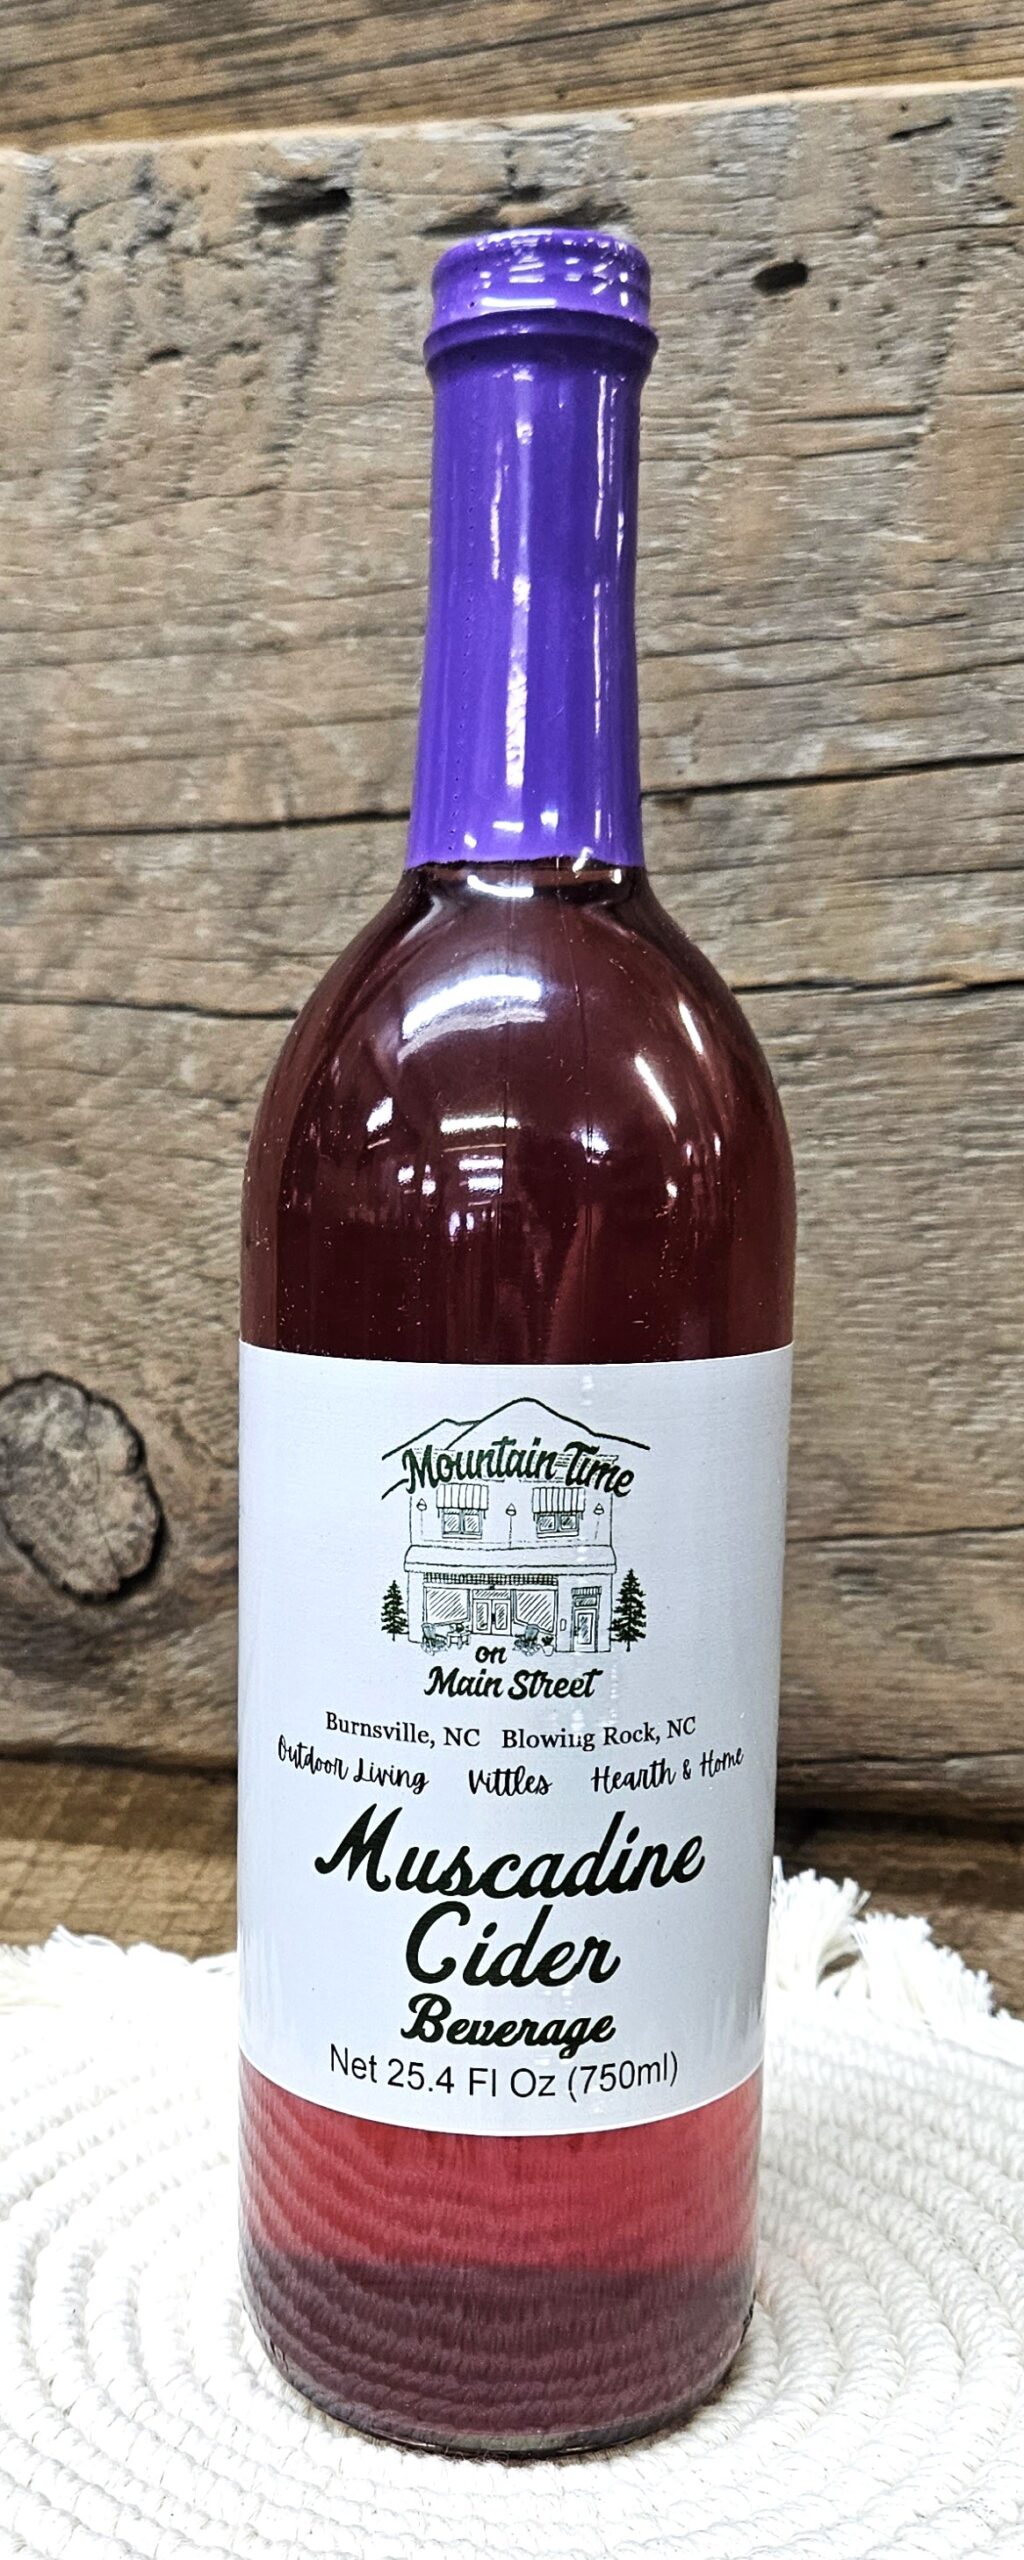 Mountain Time
on
Main Street
Burnsville, NC Blowing Rock, NC
Outdoor Living Vittles Hearth & Home
Muscadine
Cider
Beverage
Net 25.4 Fl Oz (750ml)